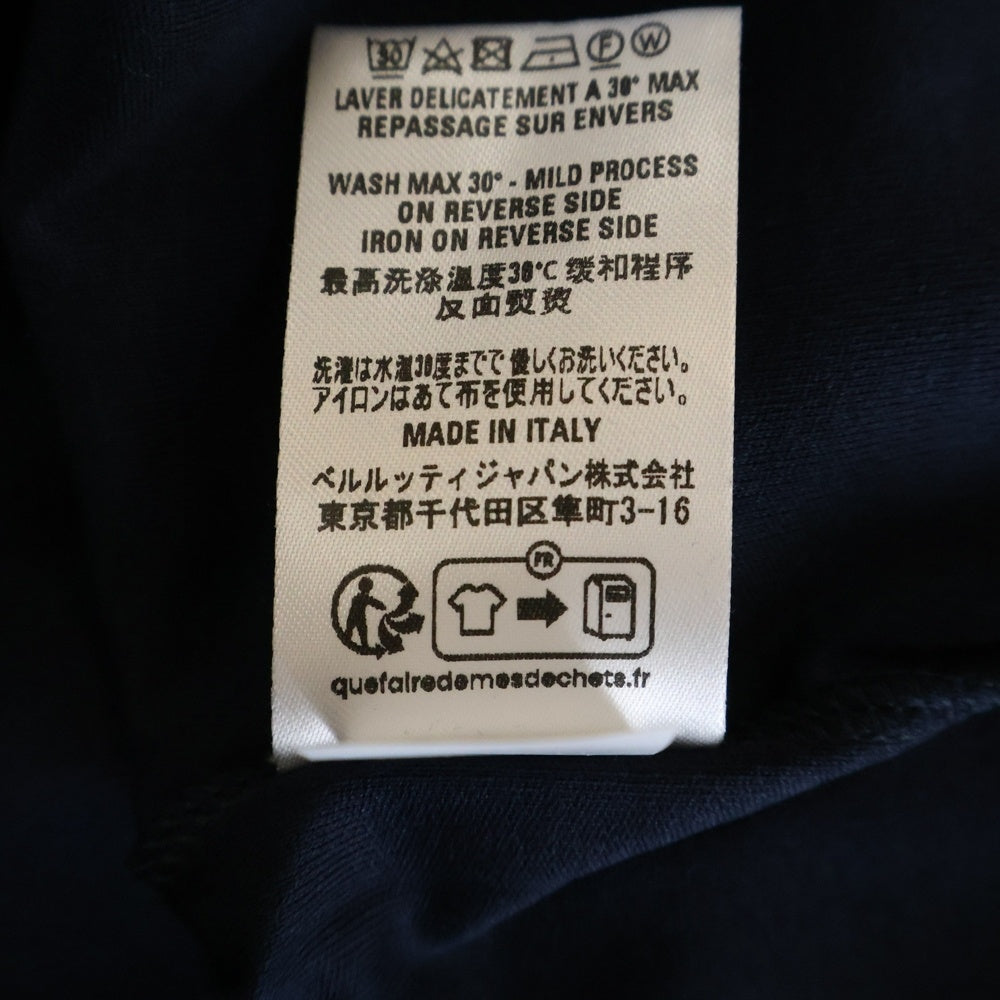 30 F W
LAVER DELICATEMENT A 30° MAX
REPASSAGE SUR ENVERS
WASH MAX 30° - MILD PROCESS
ON REVERSE SIDE
IRON ON REVERSE SIDE
最高洗涤温度30°C 缓和程序
反面熨烫
洗濯は水温30度までで 優しくお洗いください。
アイロンはあて布を使用してください。
MADE IN ITALY
ベルルッティジャパン株式会社
東京都千代田区隼町3-16
FR
quefairedemesdechets.fr